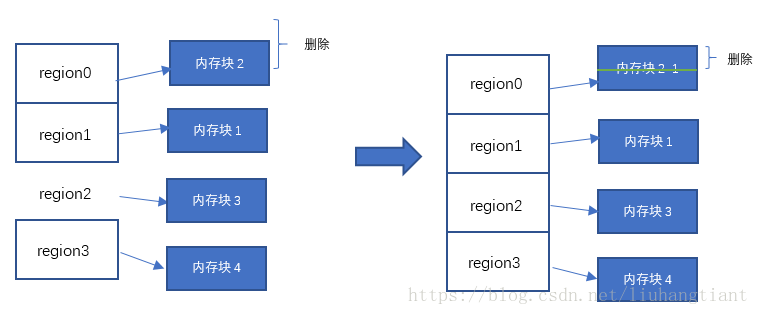 region0
region1
region2
region3
内存块 2
内存块 1
内存块 3
内存块 4
删除
region0
region1
region2
region3
内存块 2_1
内存块 1
内存块 3
内存块 4
删除
https://blog.csdn.net/liuhangtiant